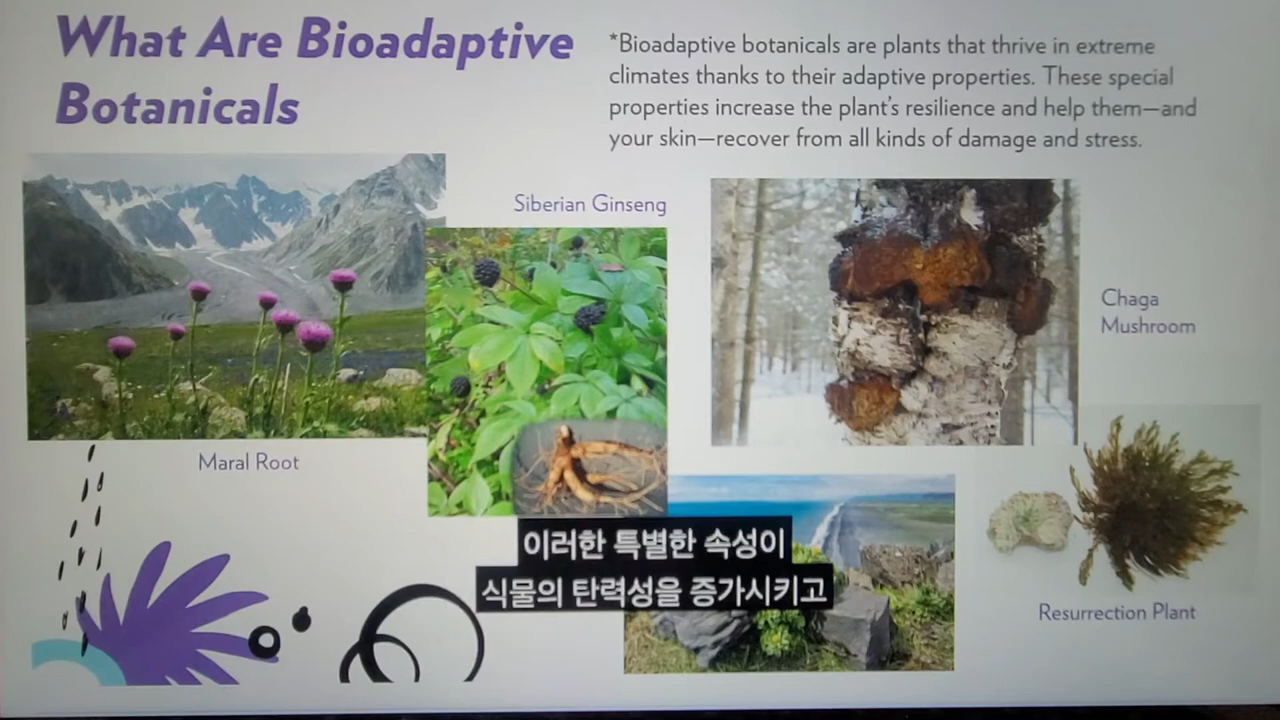 What Are Bioadaptive
Botanicals
*Bioadaptive botanicals are plants that thrive in extreme
climates thanks to their adaptive properties. These special
properties increase the plant's resilience and help them—and
your skin—recover from all kinds of damage and stress.
Siberian Ginseng
Chaga
Mushroom
Maral Root
이러한 특별한 속성이
식물의 탄력성을 증가시키고
Resurrection Plant